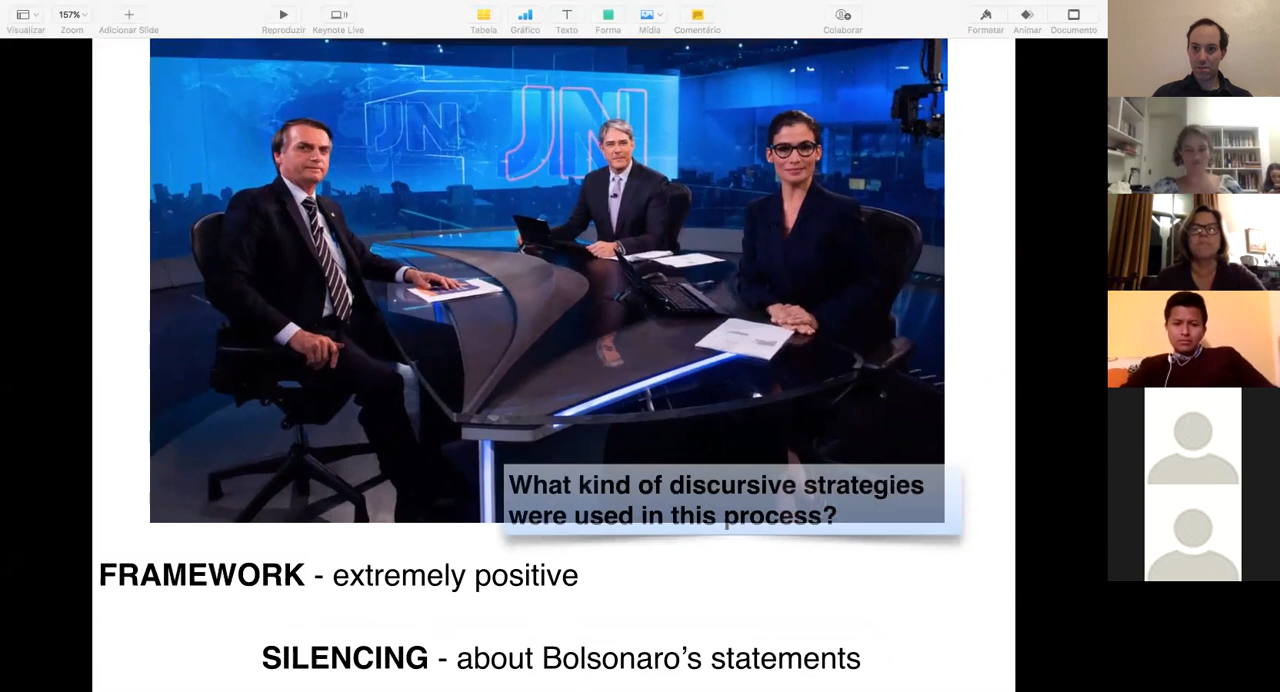 157%
Visualizar
Zoom
Adicionar Slide
Reproduzir
Keynote Live
Tabela
Gráfico
Texto
Forma
Mídia
Comentário
Colaborar
Formatar
Animar
Documento
JN
JN
What kind of discursive strategies
were used in this process?
FRAMEWORK - extremely positive
SILENCING - about Bolsonaro’s statements